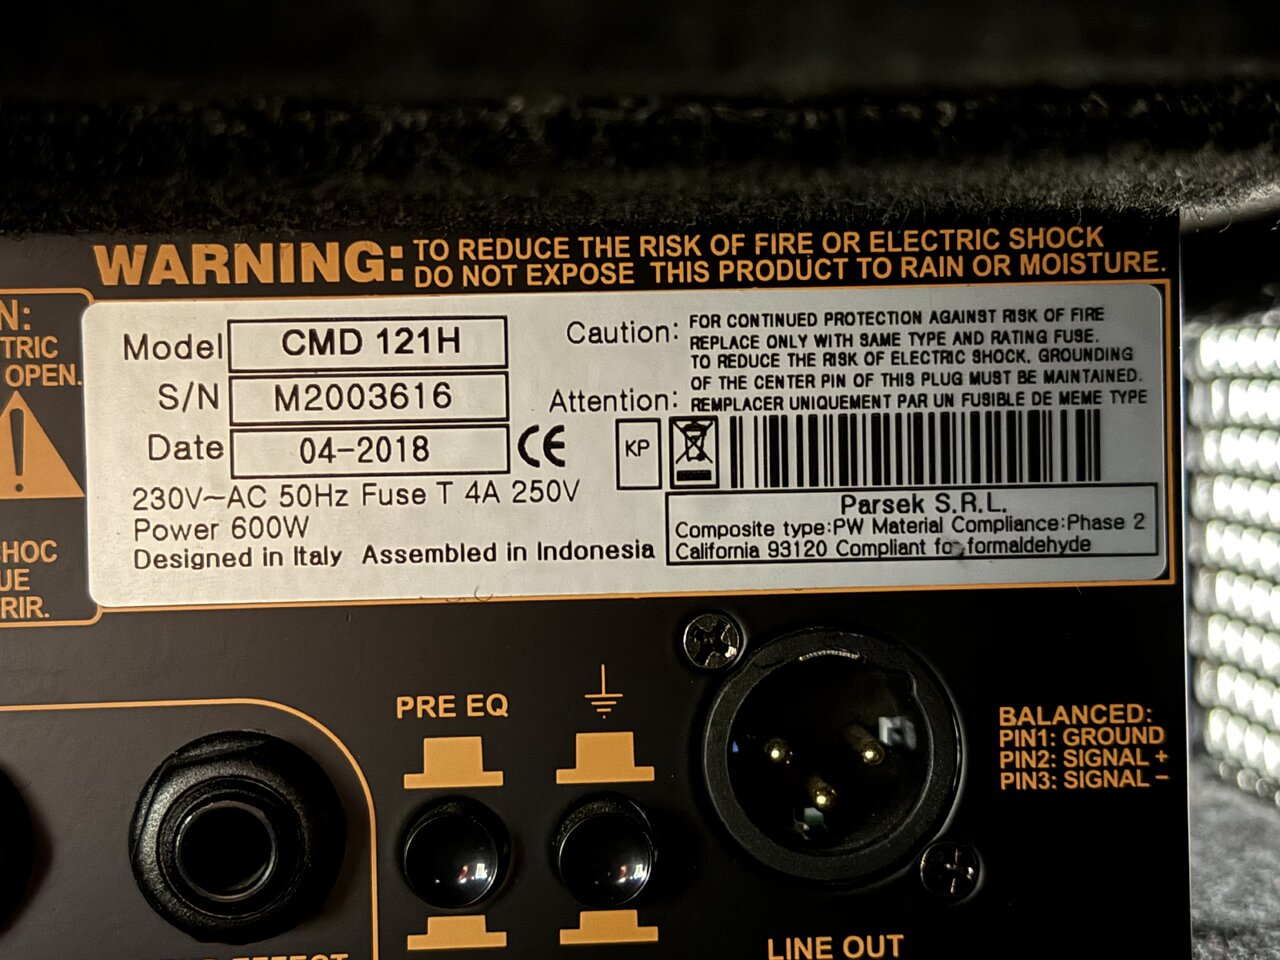 WARNING: TO REDUCE THE RISK OF FIRE OR ELECTRIC SHOCK
DO NOT EXPOSE THIS PRODUCT TO RAIN OR MOISTURE.
N:
TRIC
OPEN.
CHOC
UE
RIR.
Model CMD 121H
S/N M2003616
Date 04-2018
CE
230V~AC 50Hz Fuse T 4A 250V
Power 600W
Designed in Italy Assembled in Indonesia
Caution: FOR CONTINUED PROTECTION AGAINST RISK OF FIRE
REPLACE ONLY WITH SAME TYPE AND RATING FUSE.
TO REDUCE THE RISK OF ELECTRIC SHOCK, GROUNDING
OF THE CENTER PIN OF THIS PLUG MUST BE MAINTAINED.
Attention: REMPLACER UNIQUEMENT PAR UN FUSIBLE DE MEME TYPE
KP
Parsek S.R.L.
Composite type:PW Material Compliance:Phase 2
California 93120 Compliant for formaldehyde
PRE EQ
BALANCED:
PIN1: GROUND
PIN2: SIGNAL +
PIN3: SIGNAL −
LINE OUT
EFFECT